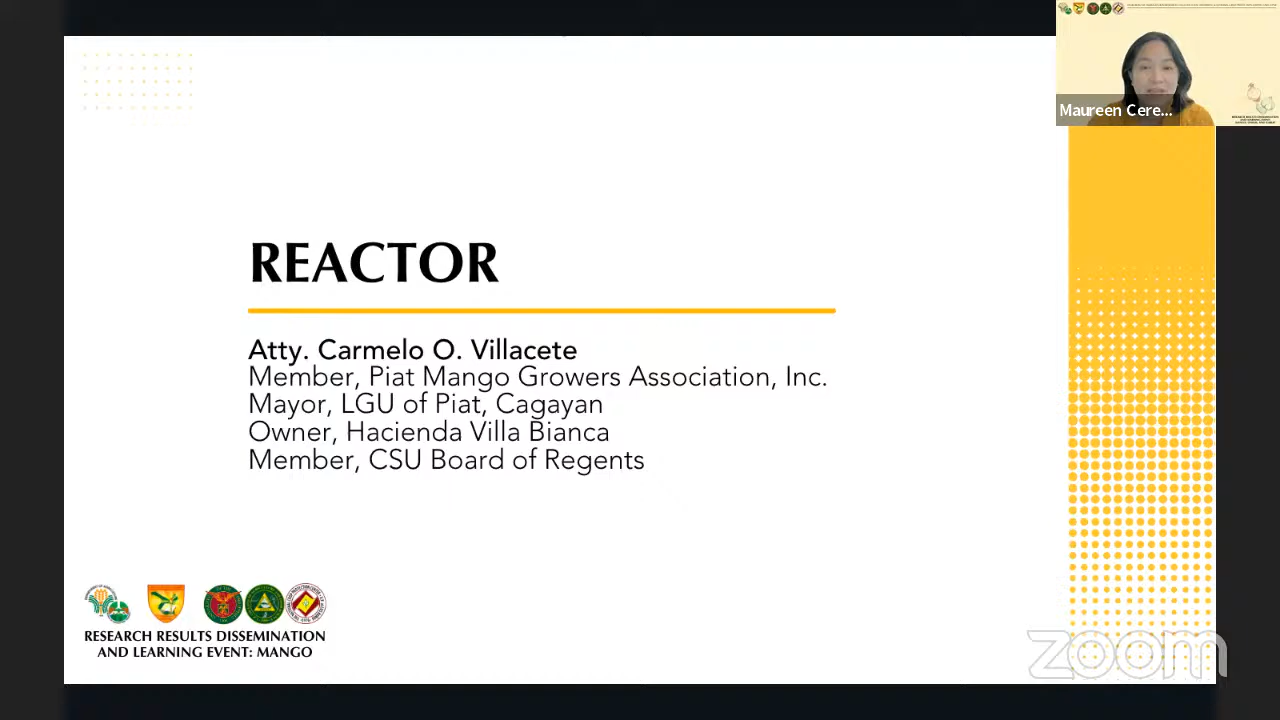 Maureen Cere...
REACTOR
Atty. Carmelo O. Villacete
Member, Piat Mango Growers Association, Inc.
Mayor, LGU of Piat, Cagayan
Owner, Hacienda Villa Bianca
Member, CSU Board of Regents
RESEARCH RESULTS DISSEMINATION
AND LEARNING EVENT: MANGO
zoom